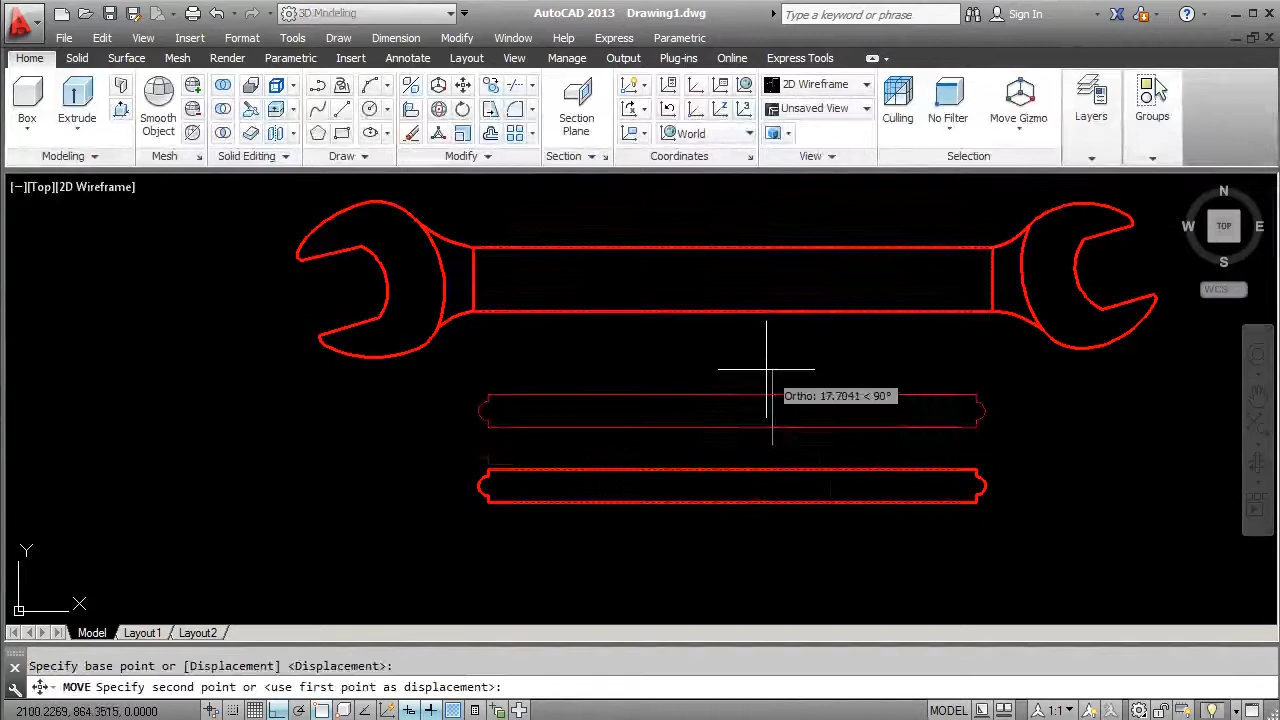 3D Modeling
AutoCAD 2013 Drawing1.dwg
Type a keyword or phrase
Sign In
File Edit View Insert Format Tools Draw Dimension Modify Window Help Express Parametric
Home Solid Surface Mesh Render Parametric Insert Annotate Layout View Manage Output Plug-ins Online Express Tools
Box
Extrude
Smooth Object
Section Plane
World
2D Wireframe
Unsaved View
Culling
No Filter
Move Gizmo
Layers
Groups
Modeling
Mesh
Solid Editing
Draw
Modify
Section
Coordinates
View
Selection
[−][Top][2D Wireframe]
N
W
TOP
E
S
WCS
Ortho: 17.7041 < 90°
Y
X
Model
Layout1
Layout2
Specify base point or [Displacement] <Displacement>:
MOVE Specify second point or <use first point as displacement>:
2100.2269, 864.3515, 0.0000
MODEL
1:1